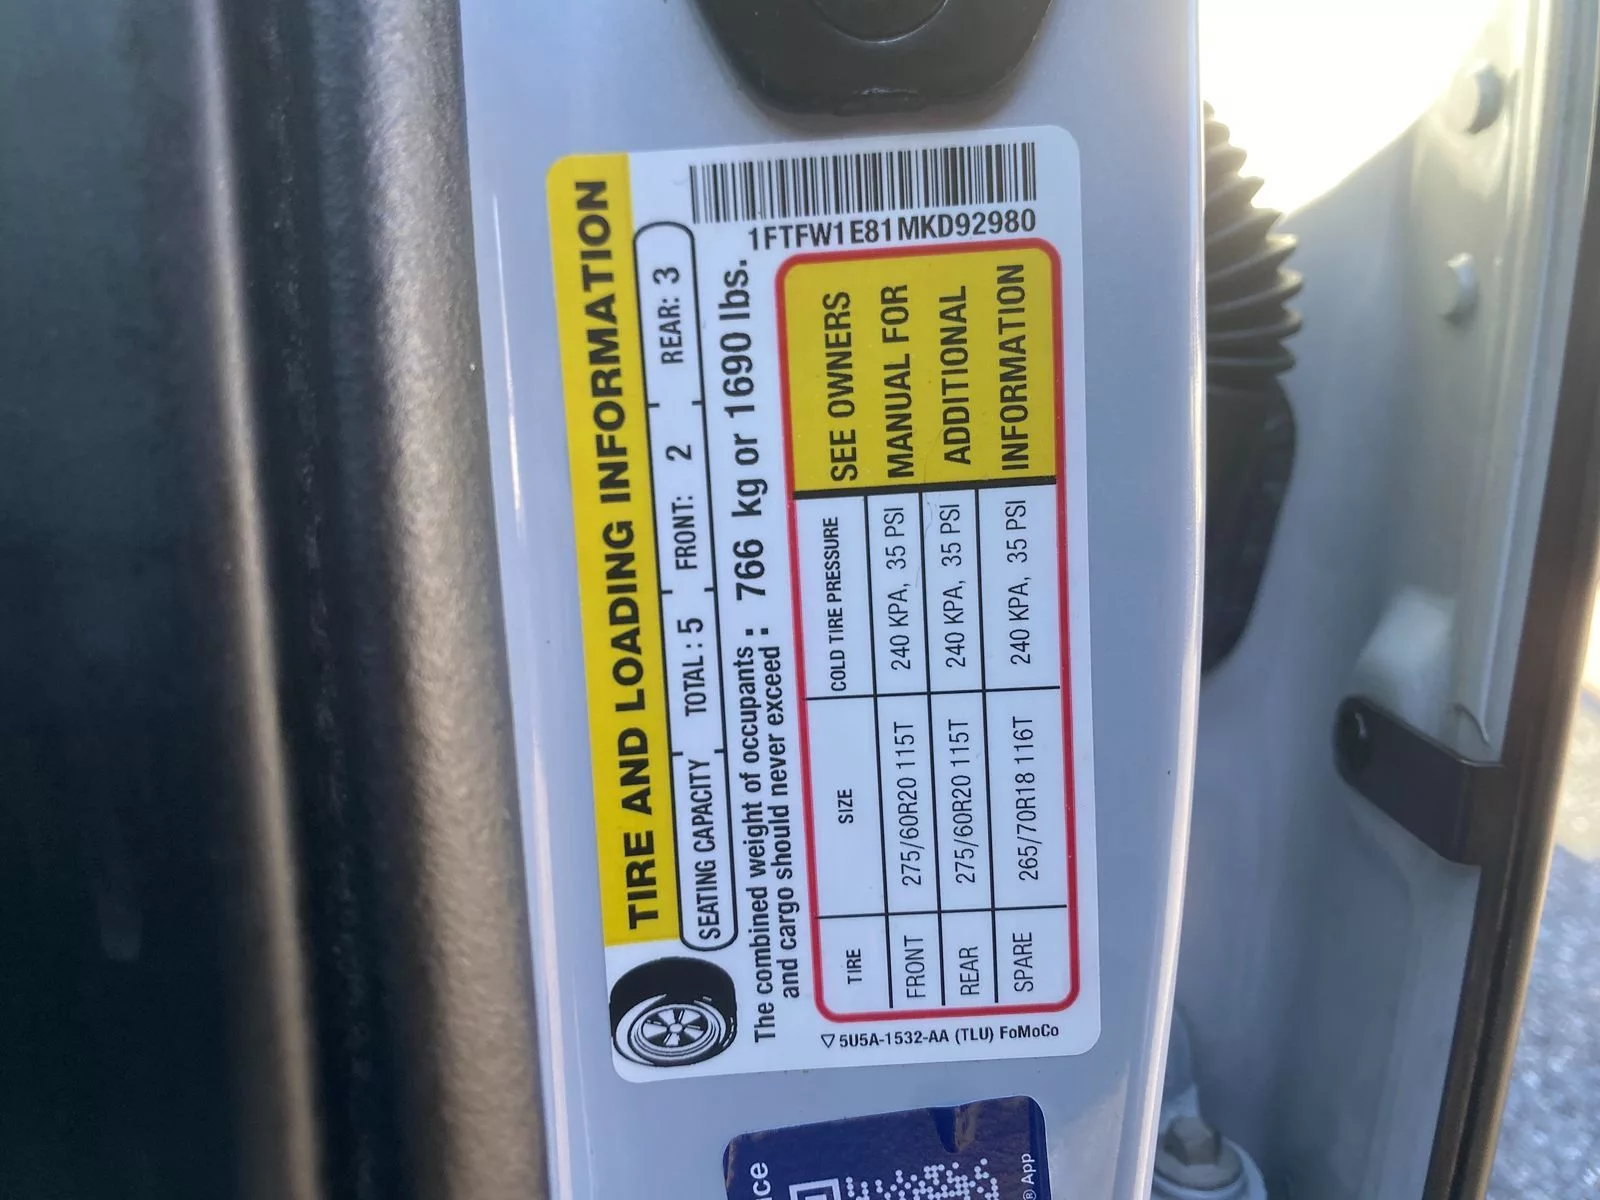 TIRE AND LOADING INFORMATION
SEATING CAPACITY TOTAL : 5 FRONT: 2 REAR: 3
The combined weight of occupants : 766 kg or 1690 lbs.
and cargo should never exceed :
1FTFW1E81MKD92980
TIRE SIZE COLD TIRE PRESSURE
FRONT 275/60R20 115T 240 KPA, 35 PSI
REAR 275/60R20 115T 240 KPA, 35 PSI
SPARE 265/70R18 116T 240 KPA, 35 PSI
SEE OWNERS
MANUAL FOR
ADDITIONAL
INFORMATION
5U5A-1532-AA (TLU) FoMoCo
® App